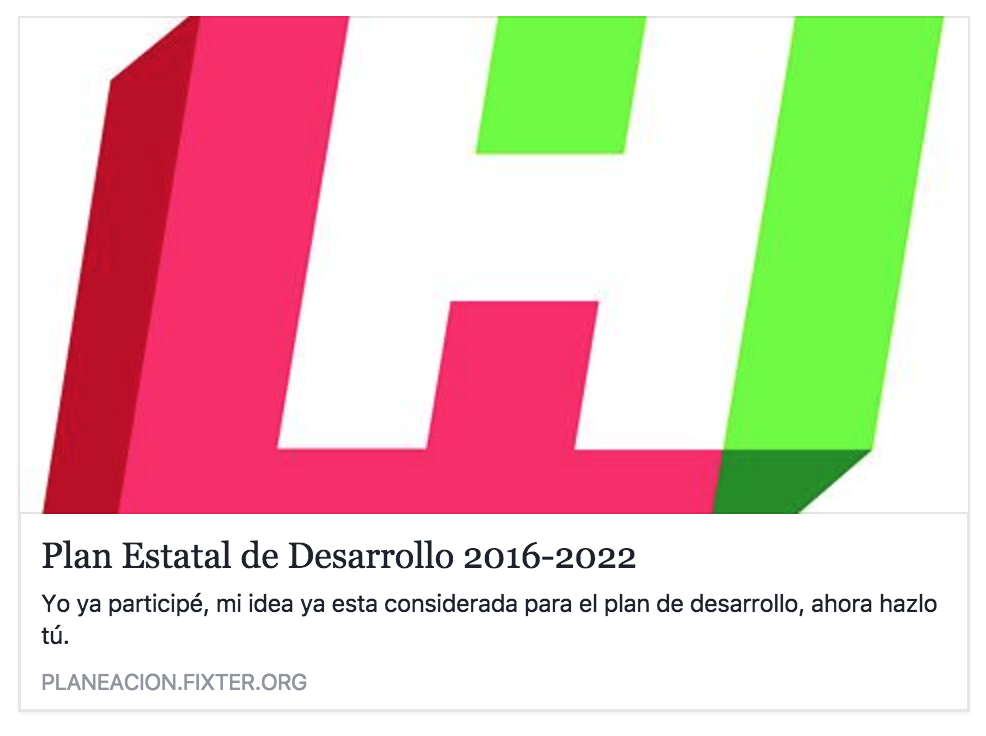 H
Plan Estatal de Desarrollo 2016-2022
Yo ya participé, mi idea ya esta considerada para el plan de desarrollo, ahora hazlo
tú.
PLANEACION.FIXTER.ORG